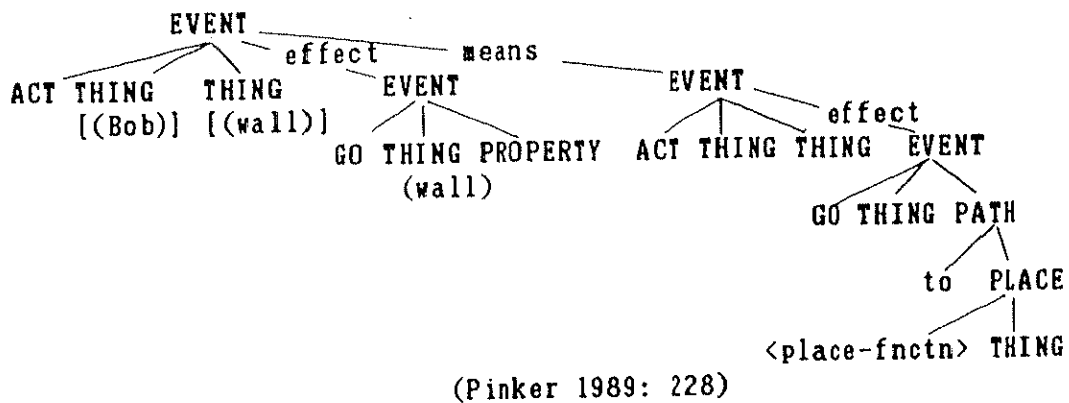 EVENT
effect means
ACT THING THING EVENT EVENT
[(Bob)] [(wall)] effect
GO THING PROPERTY ACT THING THING EVENT
(wall)
GO THING PATH
to PLACE
<place-fnctn> THING
(Pinker 1989: 228)